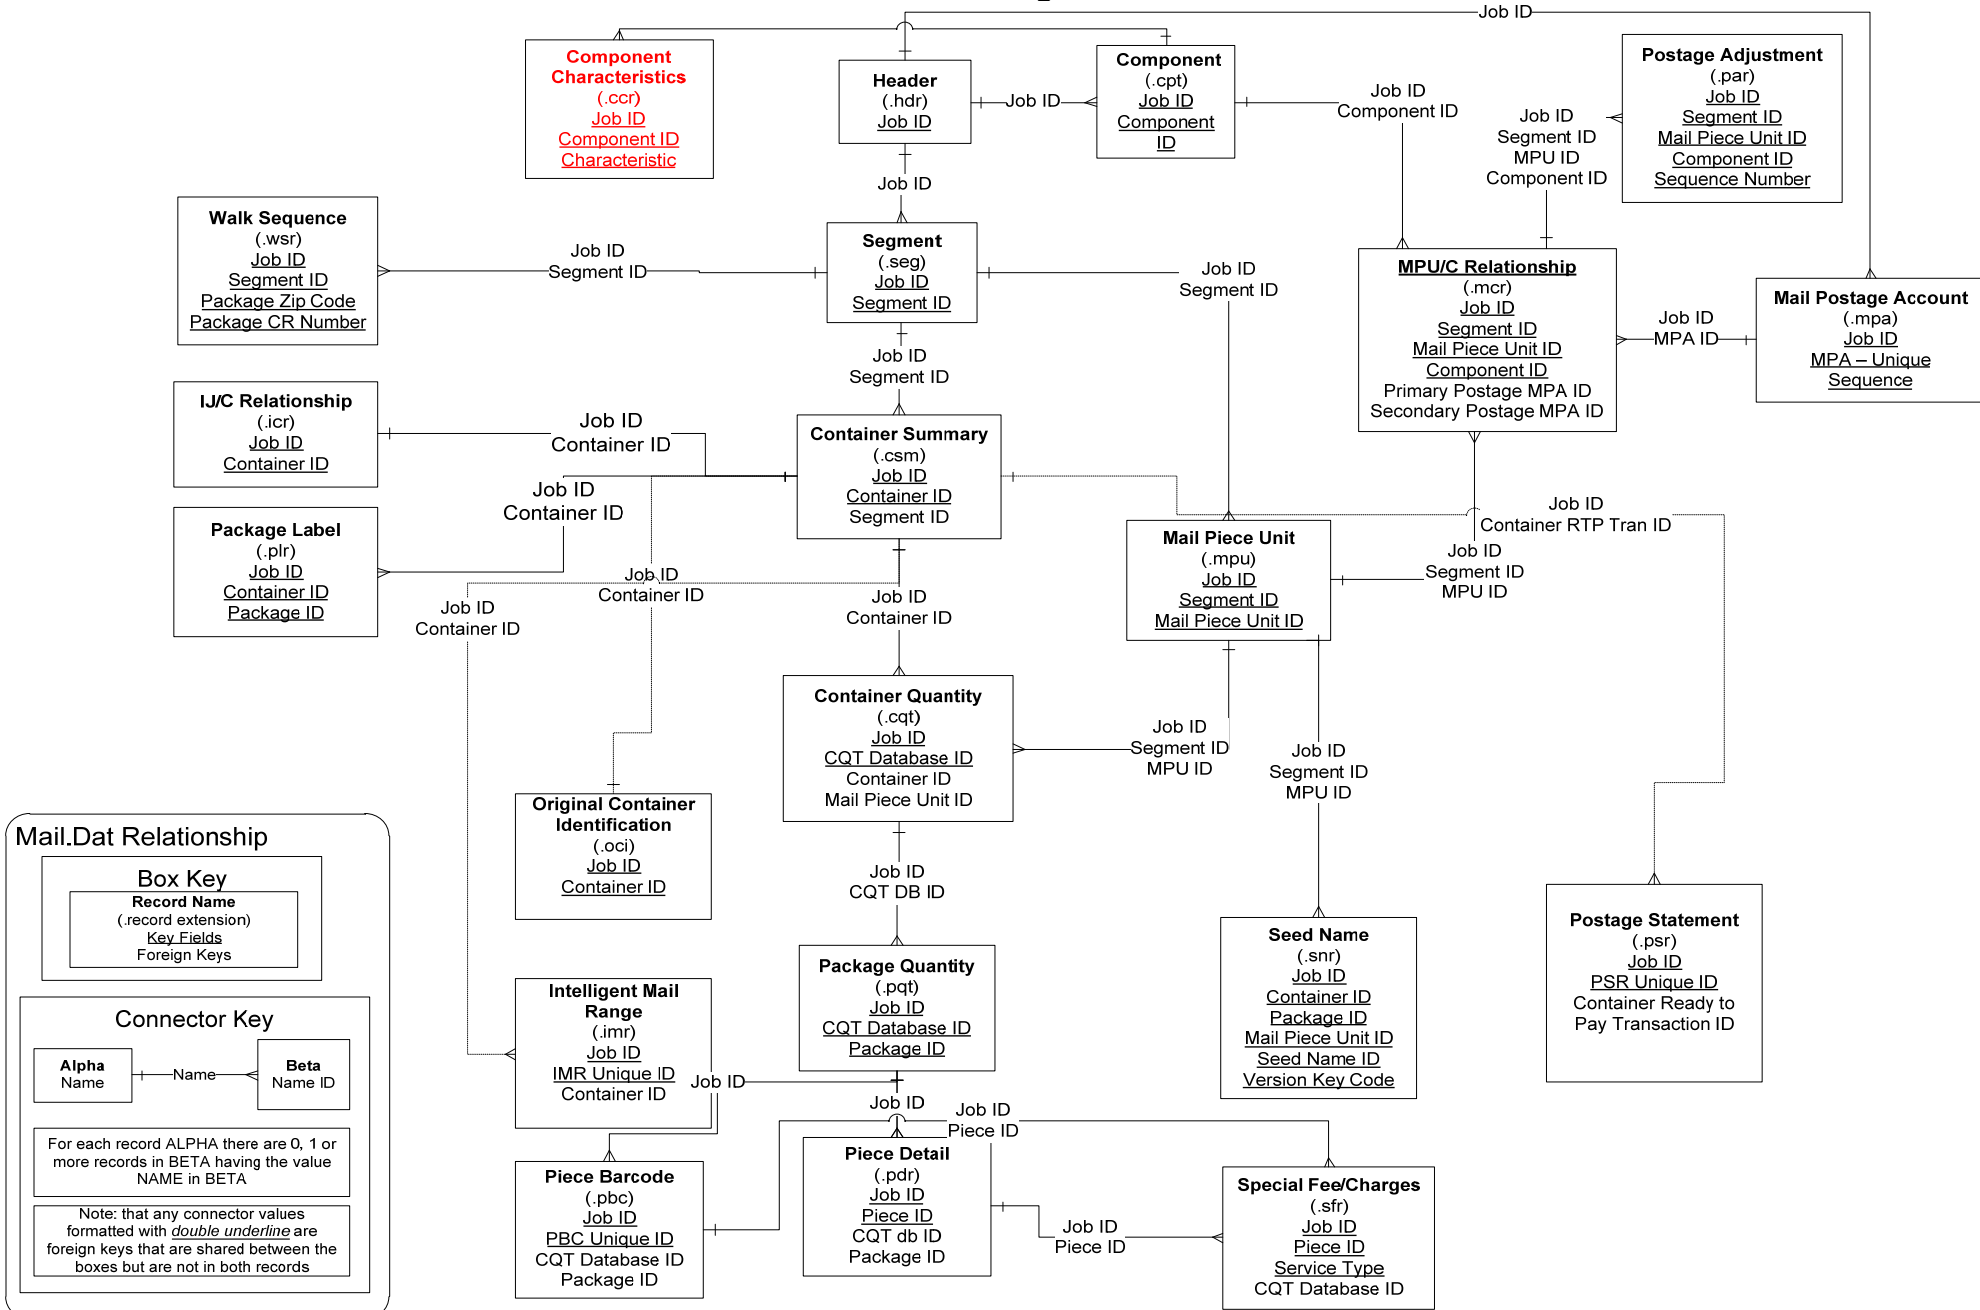 Job ID
Component
Characteristics
(.ccr)
Job ID
Component ID
Characteristic
Header
(.hdr)
Job ID
Job ID
Component
(.cpt)
Job ID
Component
ID
Job ID
Component ID
Postage Adjustment
(.par)
Job ID
Segment ID
Mail Piece Unit ID
Component ID
Sequence Number
Job ID
Segment ID
MPU ID
Component ID
Job ID
Walk Sequence
(.wsr)
Job ID
Segment ID
Package Zip Code
Package CR Number
Job ID
Segment ID
Segment
(.seg)
Job ID
Segment ID
Job ID
Segment ID
MPU/C Relationship
(.mcr)
Job ID
Segment ID
Mail Piece Unit ID
Component ID
Primary Postage MPA ID
Secondary Postage MPA ID
Job ID
MPA ID
Mail Postage Account
(.mpa)
Job ID
MPA – Unique
Sequence
Job ID
Segment ID
IJ/C Relationship
(.icr)
Job ID
Container ID
Job ID
Container ID
Container Summary
(.csm)
Job ID
Container ID
Segment ID
Job ID
Container ID
Package Label
(.plr)
Job ID
Container ID
Package ID
Job ID
Container RTP Tran ID
Mail Piece Unit
(.mpu)
Job ID
Segment ID
Mail Piece Unit ID
Job ID
Segment ID
MPU ID
Job ID
Container ID
Job ID
Container ID
Job ID
Container ID
Container Quantity
(.cqt)
Job ID
CQT Database ID
Container ID
Mail Piece Unit ID
Job ID
Segment ID
MPU ID
Job ID
Segment ID
MPU ID
Original Container
Identification
(.oci)
Job ID
Container ID
Job ID
CQT DB ID
Mail.Dat Relationship
Box Key
Record Name
(.record extension)
Key Fields
Foreign Keys
Connector Key
Alpha
Name
Name
Beta
Name ID
For each record ALPHA there are 0, 1 or
more records in BETA having the value
NAME in BETA
Note: that any connector values
formatted with double underline are
foreign keys that are shared between the
boxes but are not in both records
Intelligent Mail
Range
(.imr)
Job ID
IMR Unique ID
Container ID
Job ID
Package Quantity
(.pqt)
Job ID
CQT Database ID
Package ID
Job ID
Job ID
Piece ID
Seed Name
(.snr)
Job ID
Container ID
Package ID
Mail Piece Unit ID
Seed Name ID
Version Key Code
Postage Statement
(.psr)
Job ID
PSR Unique ID
Container Ready to
Pay Transaction ID
Piece Barcode
(.pbc)
Job ID
PBC Unique ID
CQT Database ID
Package ID
Piece Detail
(.pdr)
Job ID
Piece ID
CQT db ID
Package ID
Job ID
Piece ID
Special Fee/Charges
(.sfr)
Job ID
Piece ID
Service Type
CQT Database ID